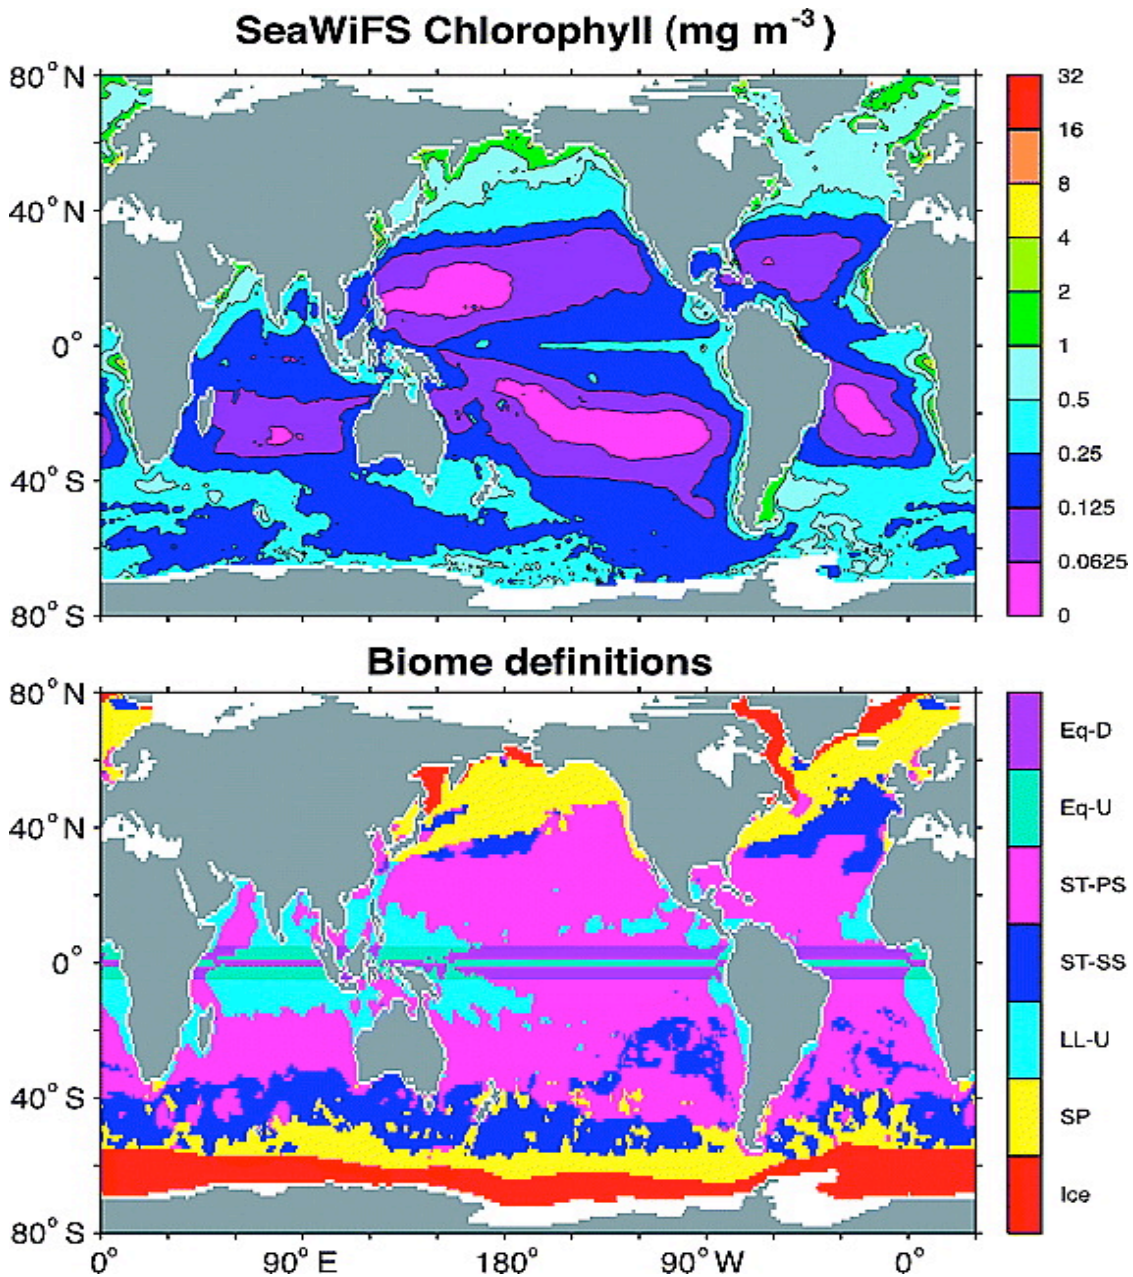 SeaWiFS Chlorophyll (mg m⁻³)
80°N
40°N
0°
40°S
80°S
32
16
8
4
2
1
0.5
0.25
0.125
0.0625
0
Biome definitions
80°N
40°N
0°
40°S
80°S
0°
90°E
180°
90°W
0°
Eq-D
Eq-U
ST-PS
ST-SS
LL-U
SP
Ice